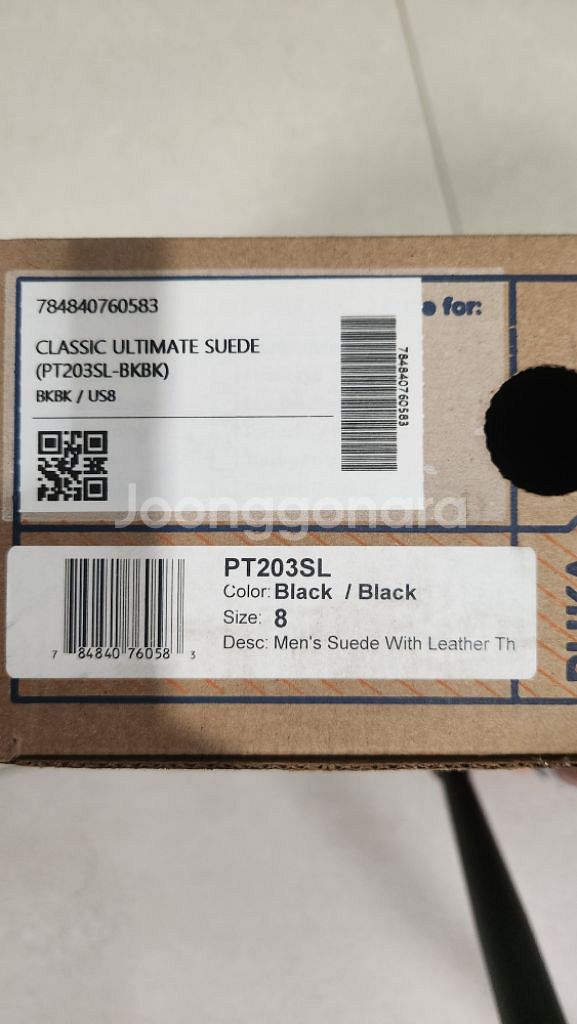 784840760583
CLASSIC ULTIMATE SUEDE
(PT203SL-BKBK)
BKBK / US8
784840760583
for:
Joonggonara
PT203SL
Color: Black / Black
Size: 8
Desc: Men's Suede With Leather Th
7 84840 76058 3